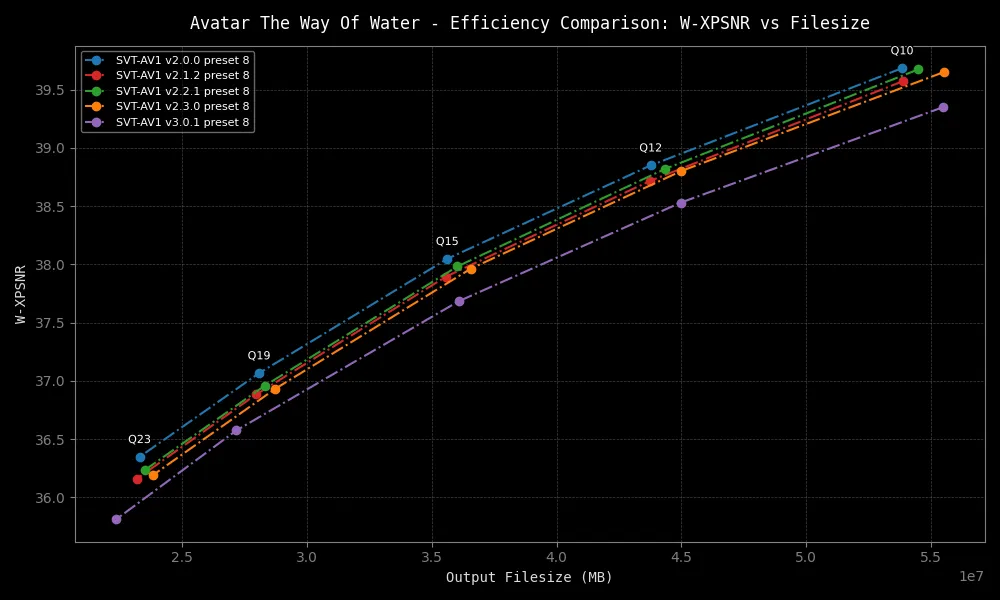 Avatar The Way Of Water - Efficiency Comparison: W-XPSNR vs Filesize
SVT-AV1 v2.0.0 preset 8
SVT-AV1 v2.1.2 preset 8
SVT-AV1 v2.2.1 preset 8
SVT-AV1 v2.3.0 preset 8
SVT-AV1 v3.0.1 preset 8
Q10
Q12
Q15
Q19
Q23
39.5
39.0
38.5
38.0
37.5
37.0
36.5
36.0
W-XPSNR
2.5 3.0 3.5 4.0 4.5 5.0 5.5
1e7
Output Filesize (MB)